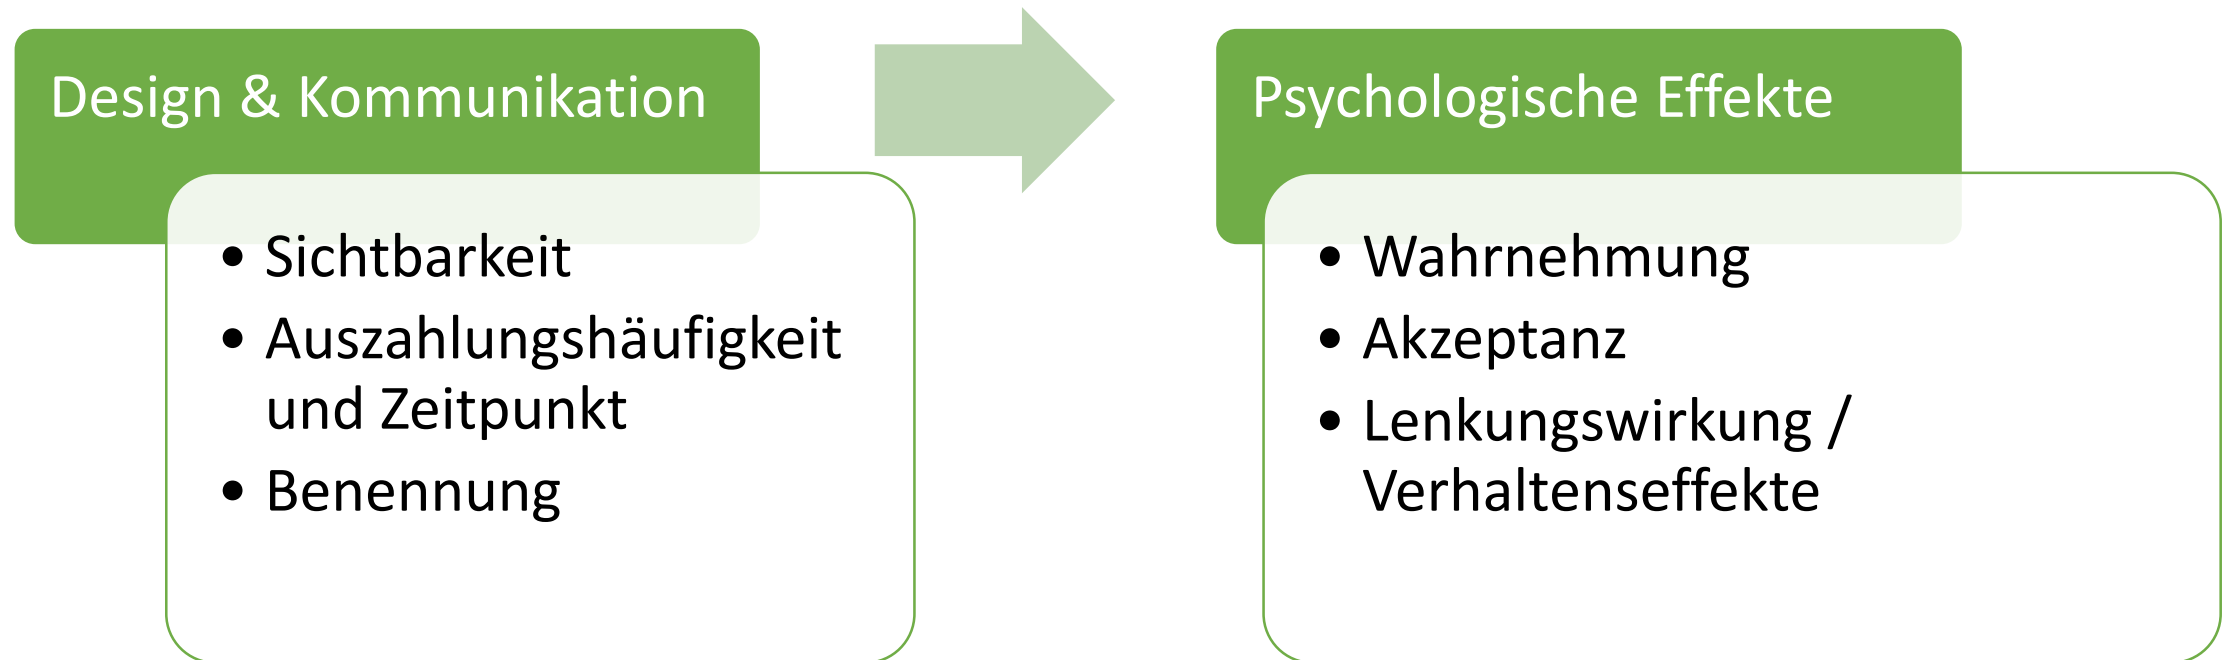 Design & Kommunikation
• Sichtbarkeit
• Auszahlungshäufigkeit
und Zeitpunkt
• Benennung
Psychologische Effekte
• Wahrnehmung
• Akzeptanz
• Lenkungswirkung /
Verhaltenseffekte